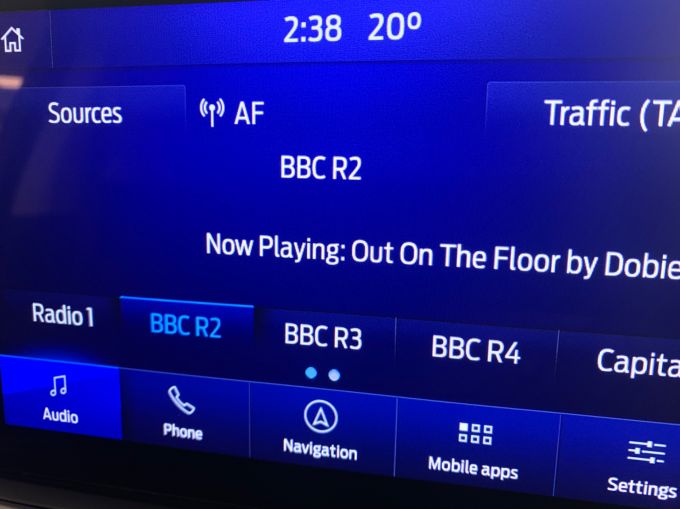 2:38 20°
Sources
AF
Traffic (TA
BBC R2
Now Playing: Out On The Floor by Dobie
Radio 1
BBC R2
BBC R3
BBC R4
Capita
Audio
Phone
Navigation
Mobile apps
Settings